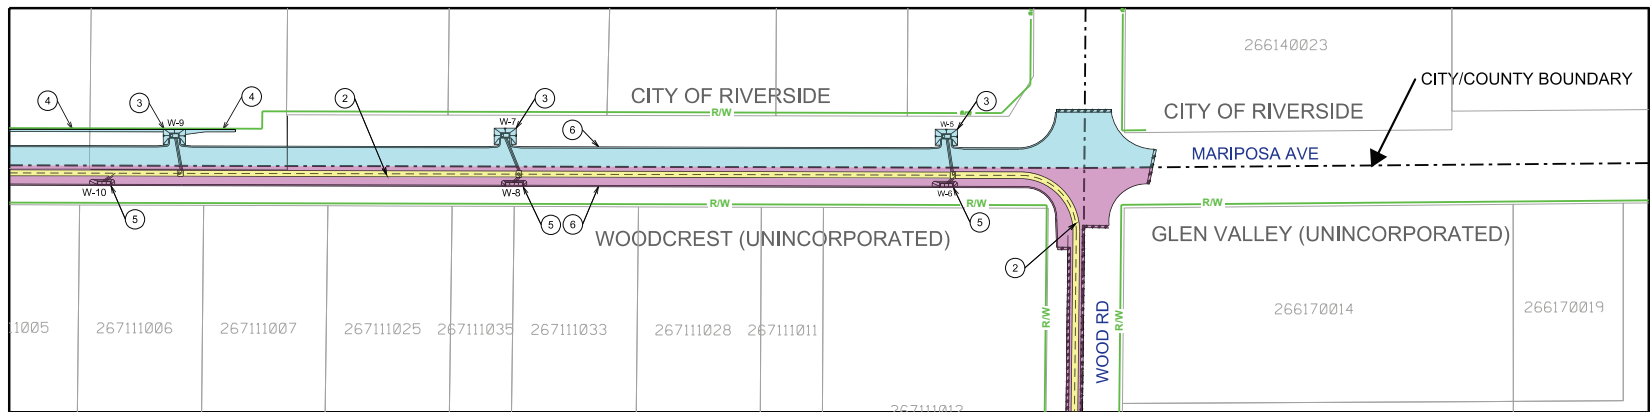 266140023
CITY/COUNTY BOUNDARY
4
3
W-9
4
2
CITY OF RIVERSIDE
R/W
W-7
3
6
W-5
3
CITY OF RIVERSIDE
MARIPOSA AVE
W-10
5
W-8
5
6
W-6
5
R/W
R/W
R/W
WOODCREST (UNINCORPORATED)
GLEN VALLEY (UNINCORPORATED)
2
R/W
WOOD RD
R/W
11005
267111006
267111007
267111025
267111035
267111033
267111028
267111011
266170014
266170019